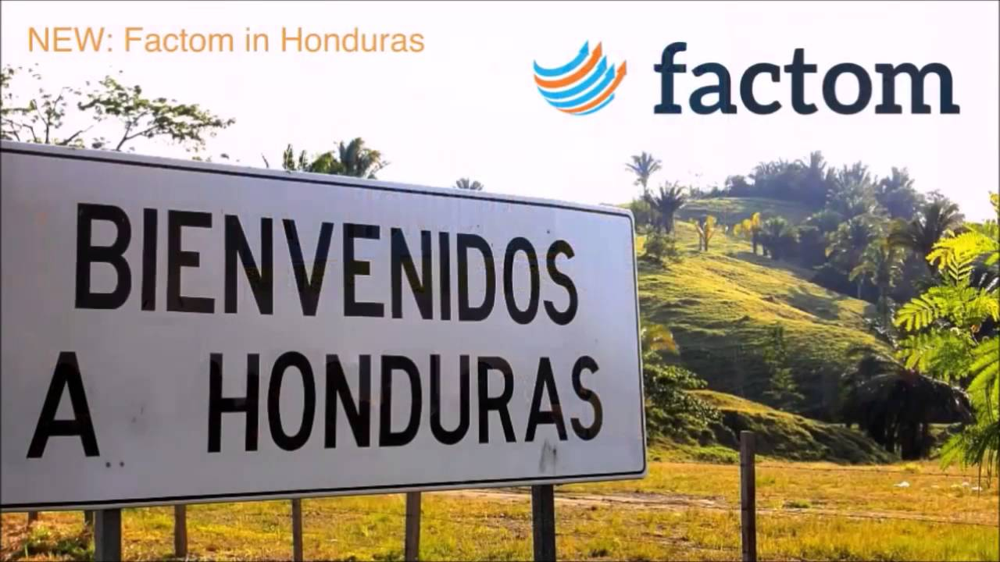 NEW: Factom in Honduras
factom
BIENVENIDOS
A HONDURAS